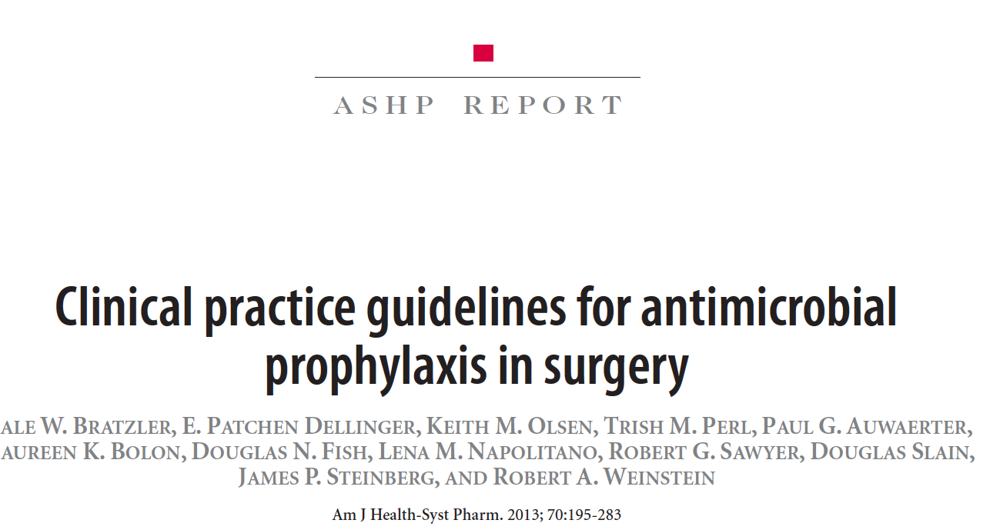 ASHP REPORT
Clinical practice guidelines for antimicrobial
prophylaxis in surgery
ALE W. BRATZLER, E. PATCHEN DELLINGER, KEITH M. OLSEN, TRISH M. PERL, PAUL G. AUWAERTER,
AUREEN K. BOLON, DOUGLAS N. FISH, LENA M. NAPOLITANO, ROBERT G. SAWYER, DOUGLAS SLAIN,
JAMES P. STEINBERG, AND ROBERT A. WEINSTEIN
Am J Health-Syst Pharm. 2013; 70:195-283